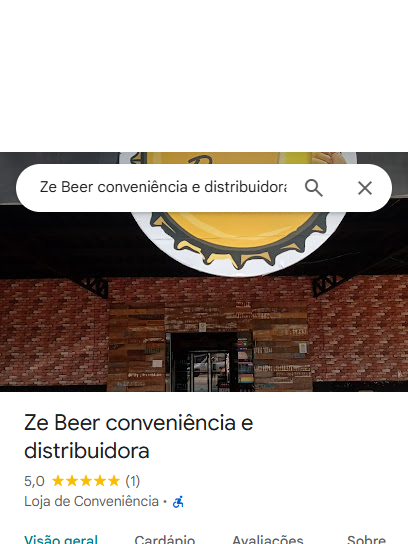 Ze Beer conveniência e distribuidora
Ze Beer conveniência e
distribuidora
5,0 (1)
Loja de Conveniência ·
Visão geral Cardápio Avaliações Sobre